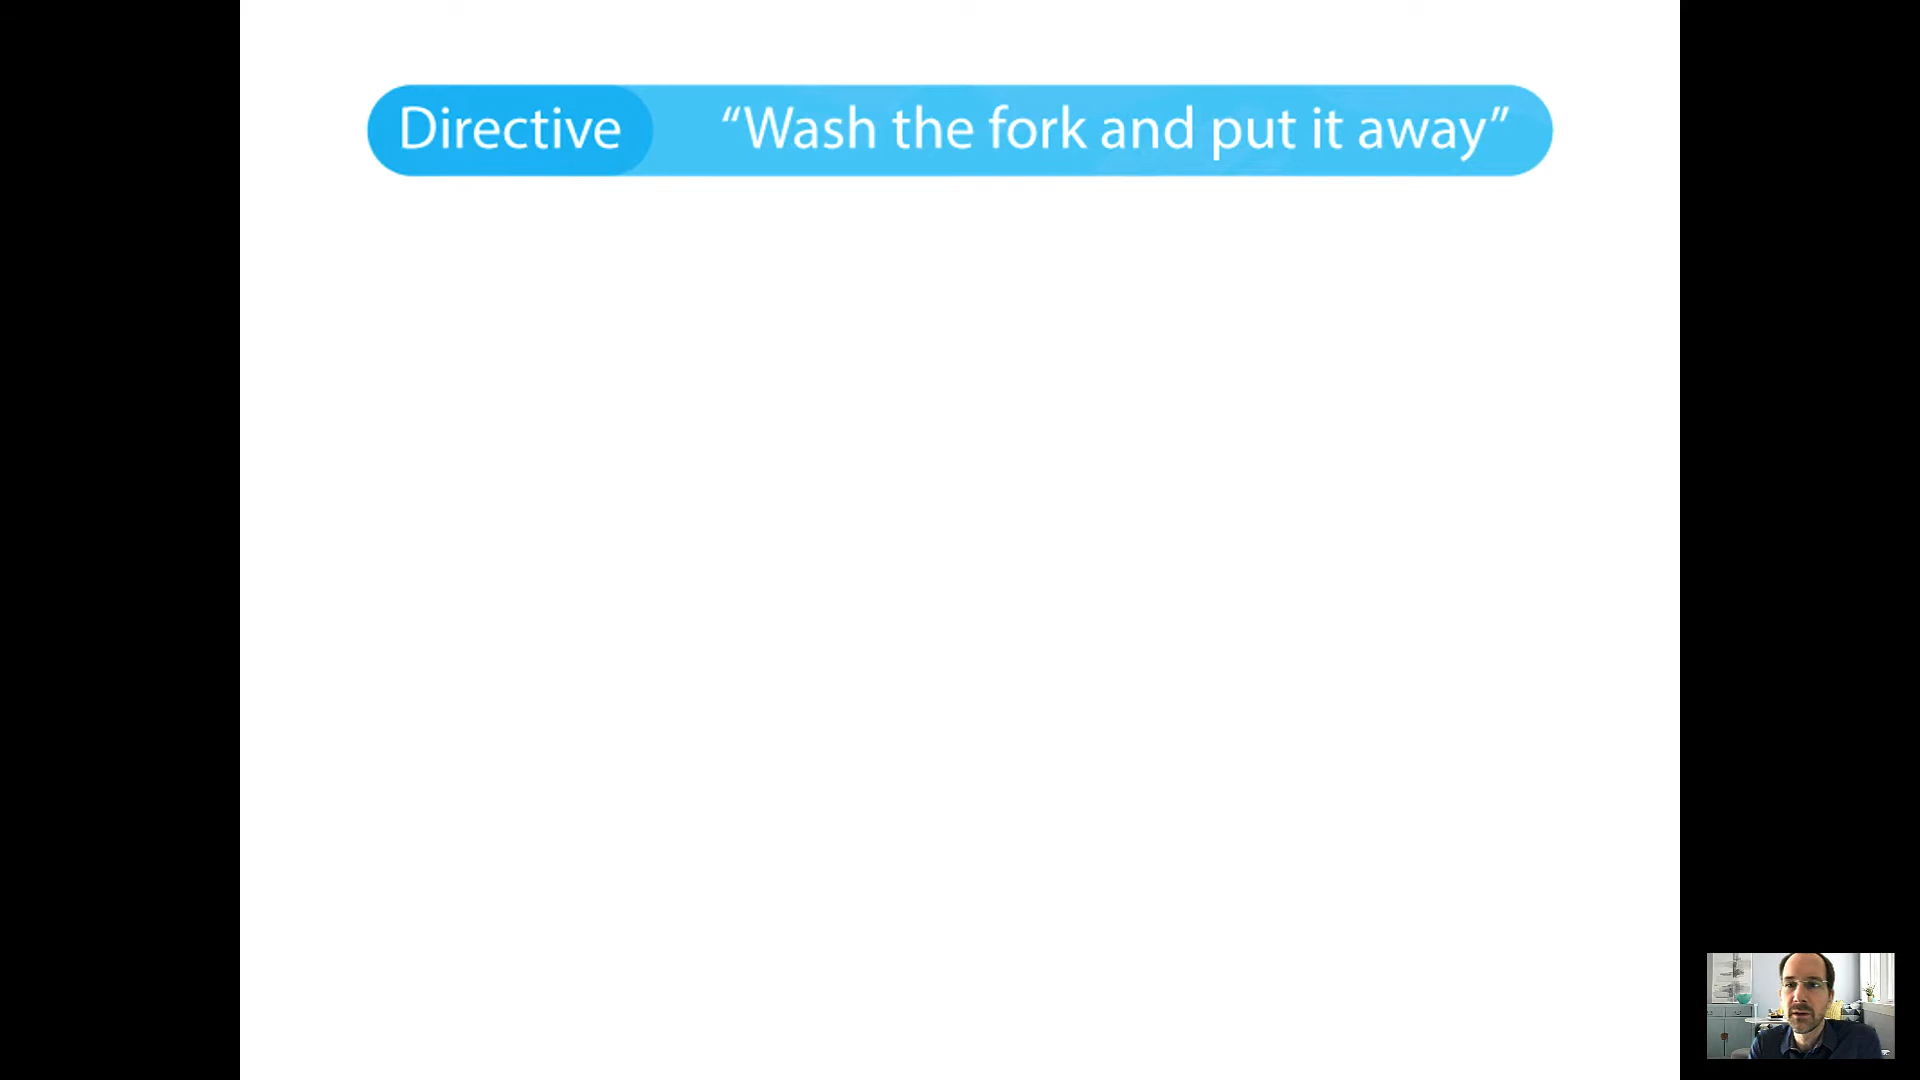 Directive “Wash the fork and put it away”